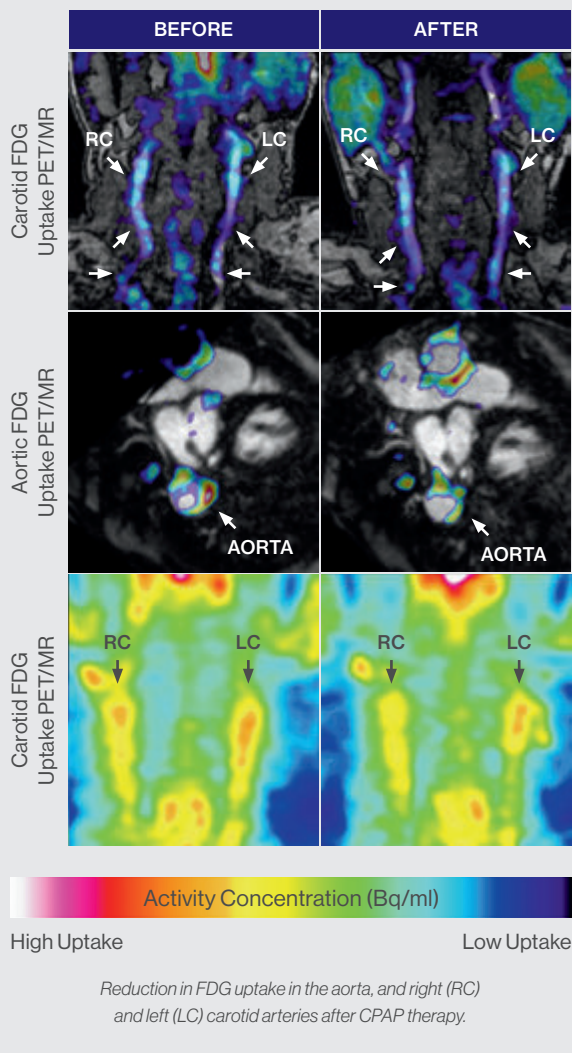 BEFORE
AFTER
Carotid FDG
Uptake PET/MR
RC
LC
RC
LC
Aortic FDG
Uptake PET/MR
AORTA
AORTA
Carotid FDG
Uptake PET/MR
RC
LC
RC
LC
Activity Concentration (Bq/ml)
High Uptake
Low Uptake
Reduction in FDG uptake in the aorta, and right (RC)
and left (LC) carotid arteries after CPAP therapy.